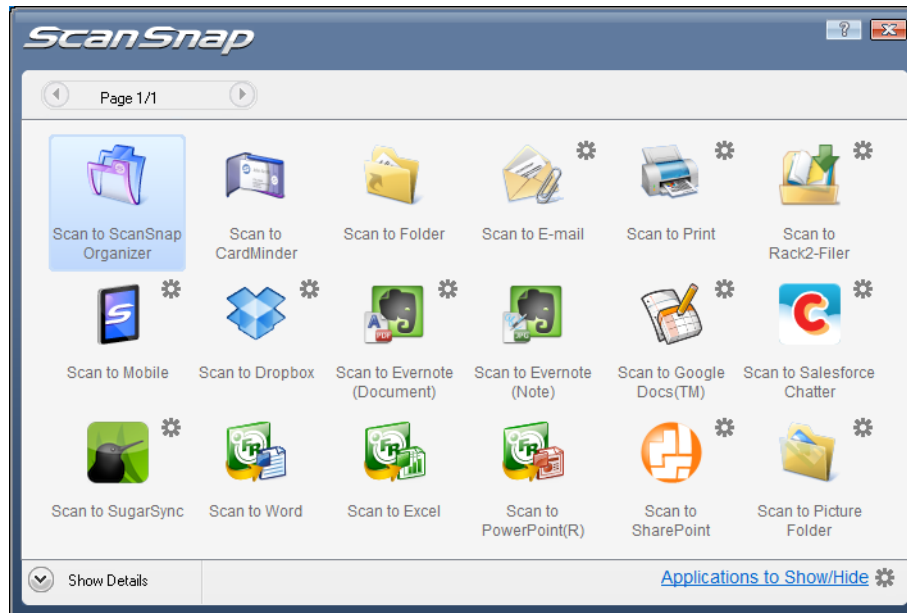 ScanSnap
Page 1/1
Scan to ScanSnap
Organizer
Scan to
CardMinder
Scan to Folder
Scan to E-mail
Scan to Print
Scan to
Rack2-Filer
Scan to Mobile
Scan to Dropbox
Scan to Evernote
(Document)
Scan to Evernote
(Note)
Scan to Google
Docs(TM)
Scan to Salesforce
Chatter
Scan to SugarSync
Scan to Word
Scan to Excel
Scan to
PowerPoint(R)
Scan to
SharePoint
Scan to Picture
Folder
Show Details
Applications to Show/Hide